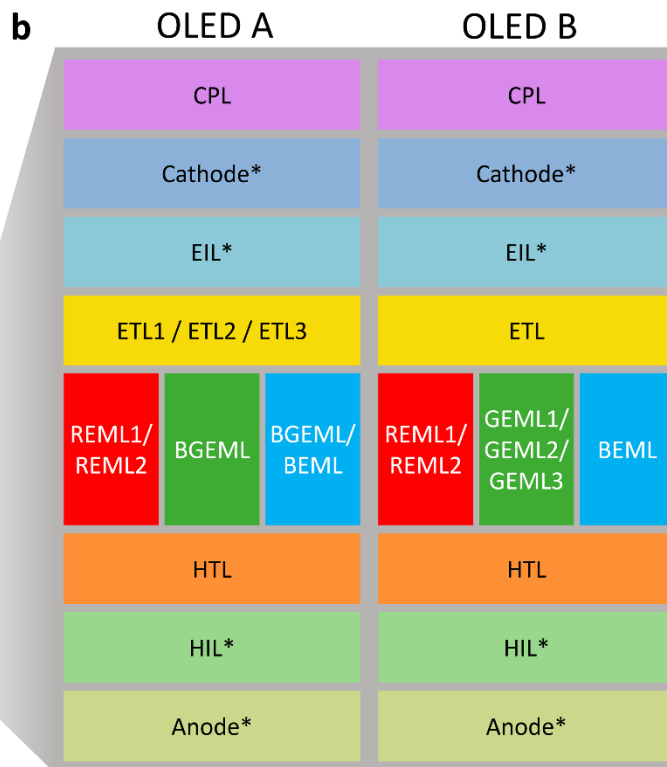 b
OLED A
OLED B
CPL
CPL
Cathode*
Cathode*
EIL*
EIL*
ETL1 / ETL2 / ETL3
ETL
REML1/
REML2
BGEML
BGEML/
BEML
REML1/
REML2
GEML1/
GEML2/
GEML3
BEML
HTL
HTL
HIL*
HIL*
Anode*
Anode*